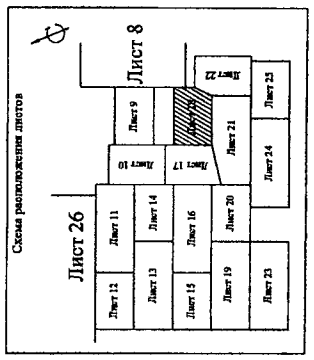 Схема расположения листов
Лист 8
Лист 26
Лист 9
Лист 22
Лист 10
Лист 17
Лист 21
Лист 25
Лист 24
Лист 11
Лист 14
Лист 16
Лист 20
Лист 12
Лист 13
Лист 15
Лист 19
Лист 23